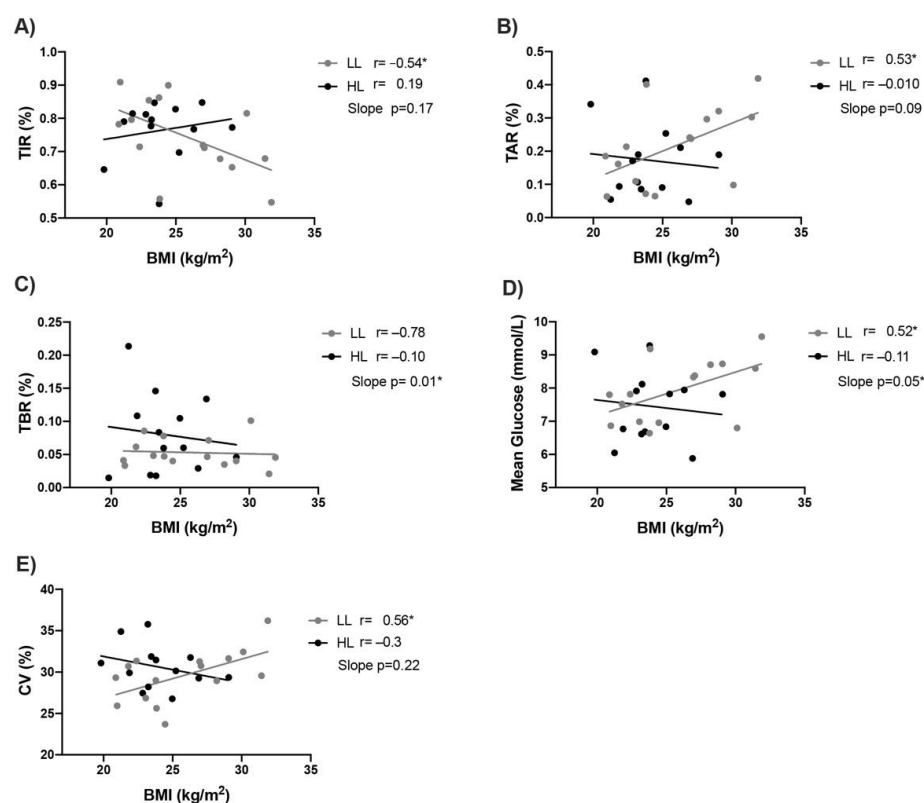 A)
TIR (%)
1.0
0.9
0.8
0.7
0.6
0.5
20 25 30 35
BMI (kg/m²)
LL r= −0.54*
HL r= 0.19
Slope p=0.17
B)
TAR (%)
0.5
0.4
0.3
0.2
0.1
0.0
20 25 30 35
BMI (kg/m²)
LL r= 0.53*
HL r= −0.010
Slope p=0.09
C)
TBR (%)
0.25
0.20
0.15
0.10
0.05
0.00
20 25 30 35
BMI (kg/m²)
LL r= −0.78
HL r= −0.10
Slope p= 0.01*
D)
Mean Glucose (mmol/L)
10
9
8
7
6
5
20 25 30 35
BMI (kg/m²)
LL r= 0.52*
HL r= −0.11
Slope p=0.05*
E)
CV (%)
40
35
30
25
20
20 25 30 35
BMI (kg/m²)
LL r= 0.56*
HL r= −0.3
Slope p=0.22